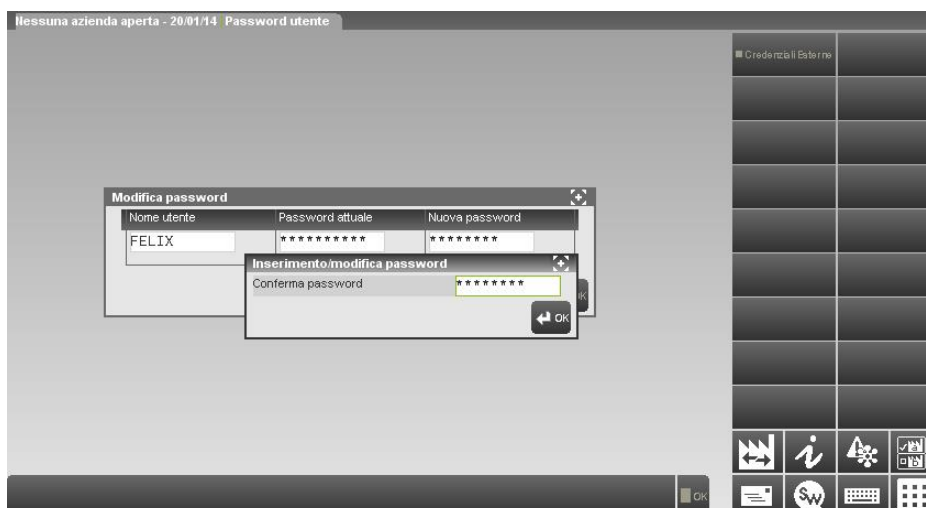 Nessuna azienda aperta - 20/01/14 Password utente
Credenziali Esterne
Modifica password
Nome utente Password attuale Nuova password
FELIX ********** ********
Inserimento/modifica password
Conferma password ********
OK
OK
i
SW